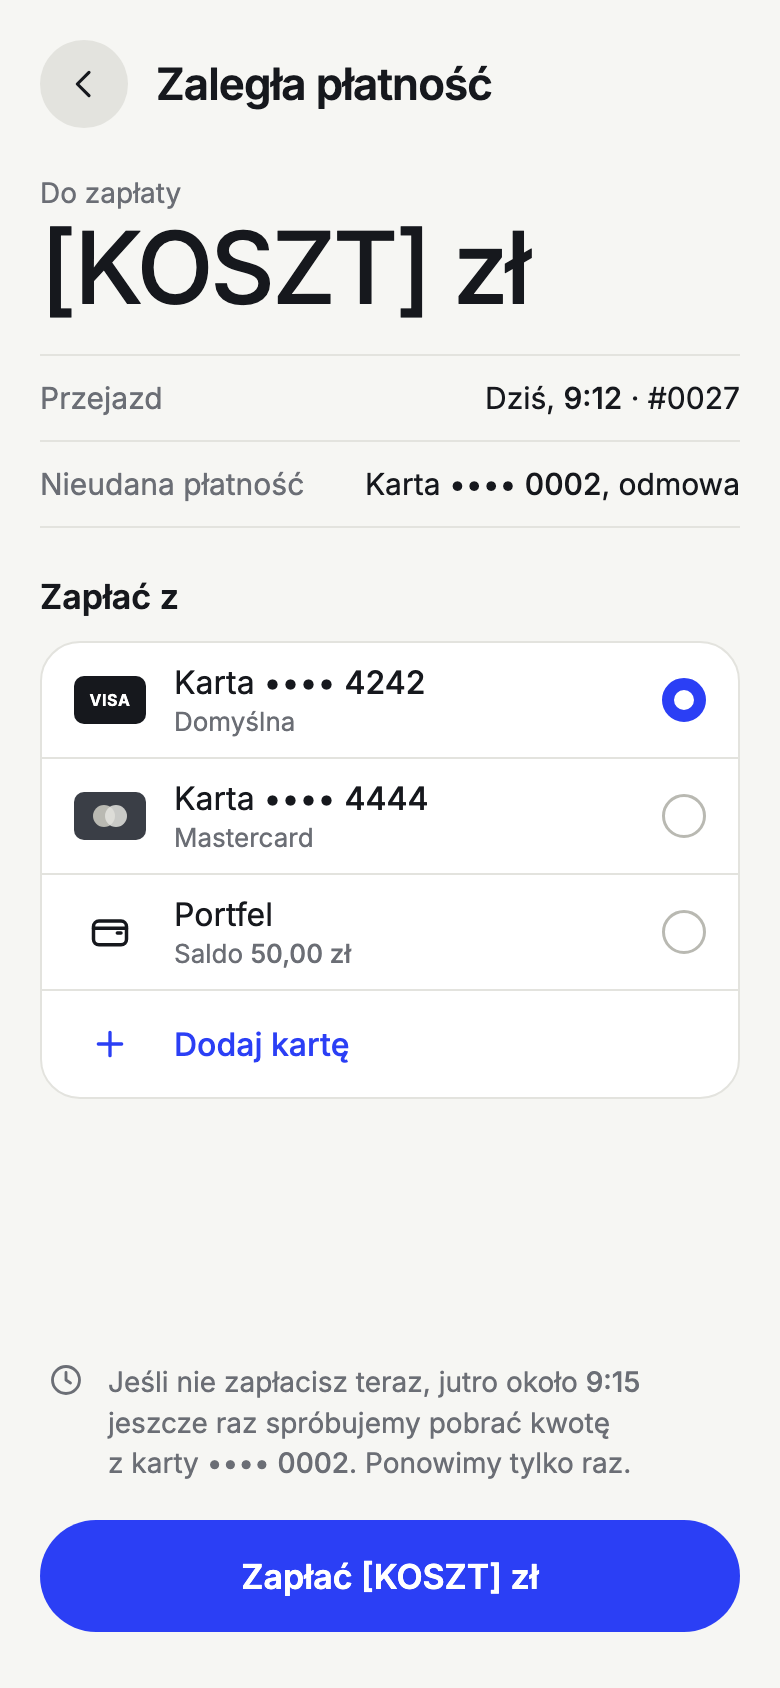 Zaległa płatność
Do zapłaty
[KOSZT] zł
Przejazd Dziś, 9:12 · #0027
Nieudana płatność Karta •••• 0002, odmowa
Zapłać z
VISA Karta •••• 4242
Domyślna
Karta •••• 4444
Mastercard
Portfel
Saldo 50,00 zł
Dodaj kartę
Jeśli nie zapłacisz teraz, jutro około 9:15
jeszcze raz spróbujemy pobrać kwotę
z karty •••• 0002. Ponowimy tylko raz.
Zapłać [KOSZT] zł